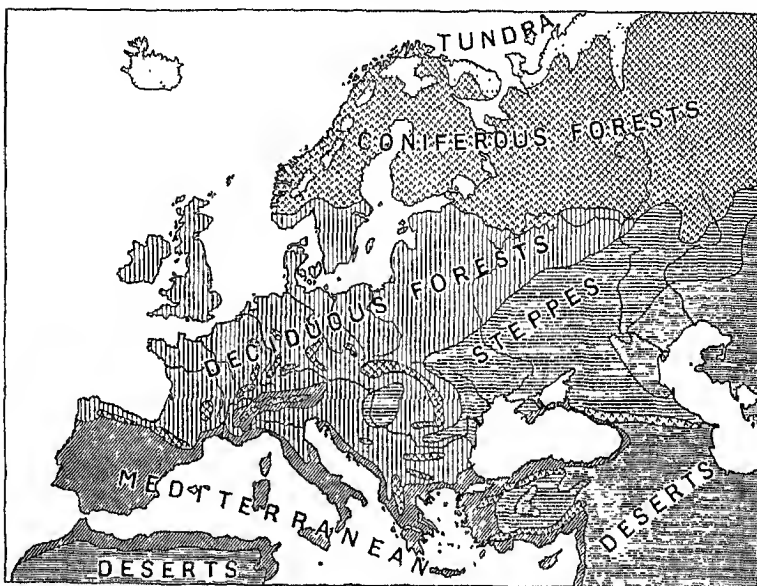 TUNDRA
CONIFEROUS FORESTS
DECIDUOUS FORESTS
STEPPES
MEDITERRANEAN
DESERTS
DESERTS